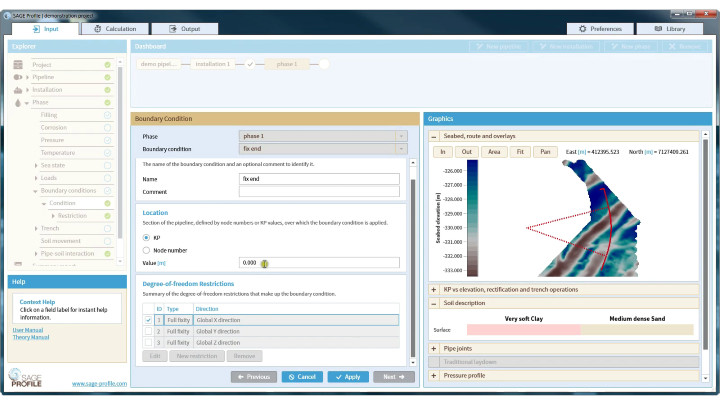 SAGE Profile | demonstration project
Input
Calculation
Output
Preferences
Library
Explorer
Project
Pipeline
Installation
Phase
Filling
Corrosion
Pressure
Temperature
Sea state
Loads
Boundary conditions
Condition
Restriction
Trench
Soil movement
Pipe-soil interaction
Help
Context Help
Click on a field label for instant help
information.
User Manual
Theory Manual
SAGE
PROFILE
www.sage-profile.com
Dashboard
New pipeline
New installation
New phase
Remove
demo pipel...
installation 1
phase 1
Boundary Condition
Phase
phase 1
Boundary condition
fix end
The name of the boundary condition and an optional comment to identify it.
Name
fix end
Comment
Location
Section of the pipeline, defined by node numbers or KP values, over which the boundary condition is applied.
KP
Node number
Value [m]
0.000
Degree-of-freedom Restrictions
Summary of the degree of freedom restrictions that make up the boundary condition.
ID Type Direction
1 Full fixity Global X direction
2 Full fixity Global Y direction
3 Full fixity Global Z direction
Edit
New restriction
Remove
Previous
Cancel
Apply
Next
Graphics
Seabed, route and overlays
In
Out
Area
Fit
Pan
East [m] = 412395.523
North [m] = 7127409.261
Seabed elevation [m]
-326.000
-327.000
-328.000
-329.000
-330.000
-331.000
-332.000
-333.000
KP vs elevation, rectification and trench operations
Soil description
Very soft Clay
Medium dense Sand
Surface
Pipe joints
Traditional laydown
Pressure profile